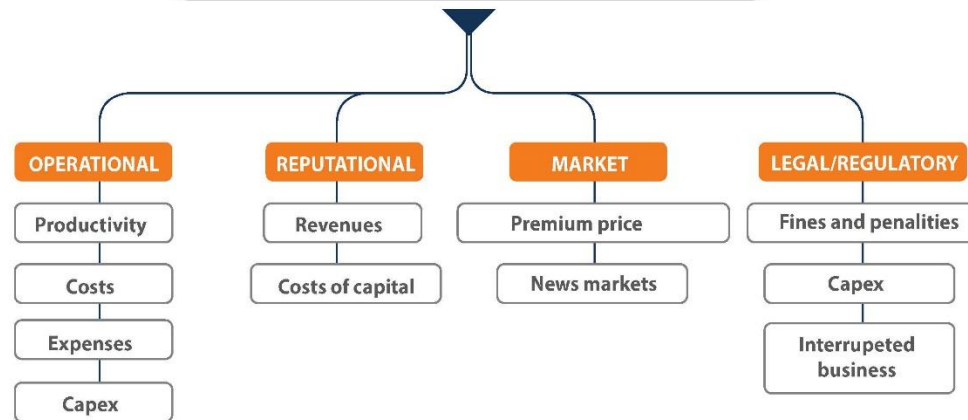 OPERATIONAL
Productivity
Costs
Expenses
Capex
REPUTATIONAL
Revenues
Costs of capital
MARKET
Premium price
News markets
LEGAL/REGULATORY
Fines and penalities
Capex
Interrupeted
business